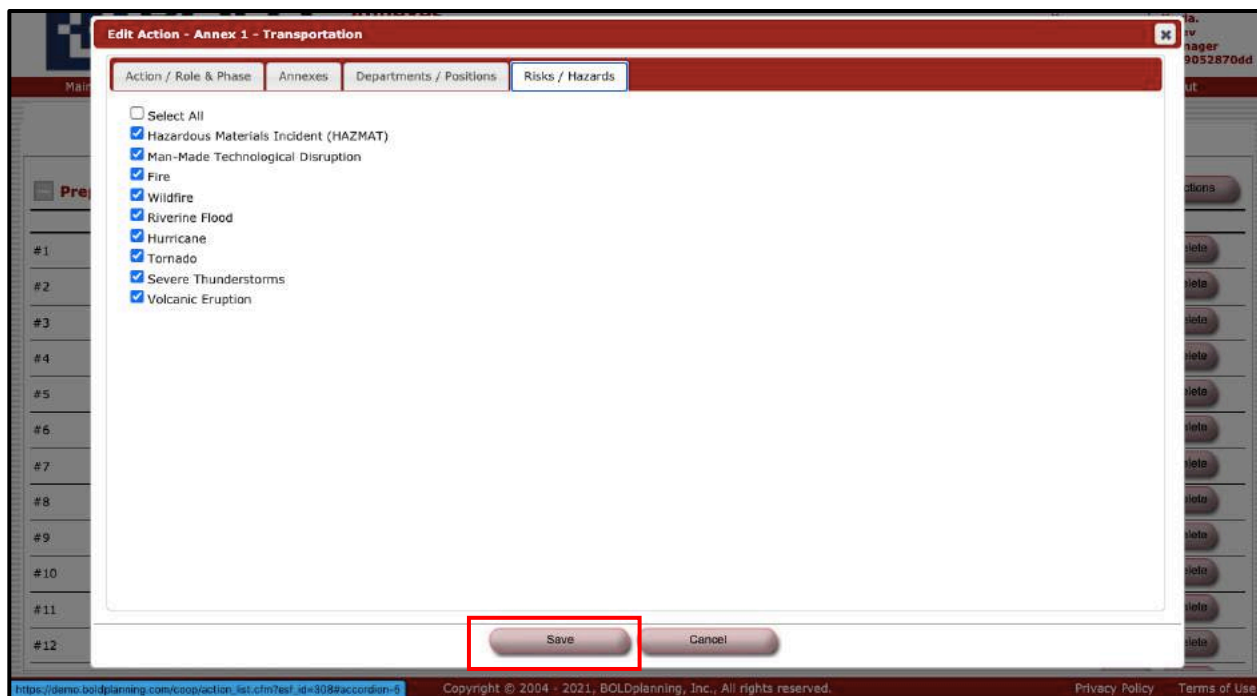 Edit Action - Annex 1 - Transportation
9052870dd
Action / Role & Phase Annexes Departments / Positions Risks / Hazards
Select All
Hazardous Materials Incident (HAZMAT)
Man-Made Technological Disruption
Fire
Wildfire
Riverine Flood
Hurricane
Tornado
Severe Thunderstorms
Volcanic Eruption
#1
#2
#3
#4
#5
#6
#7
#8
#9
#10
#11
#12
Save Cancel
https://demo.boldplanning.com/coop/action_list.cfm?esf_id=308#accordion-6 Copyright © 2004 - 2021, BOLDplanning, Inc., All rights reserved. Privacy Policy Terms of Use